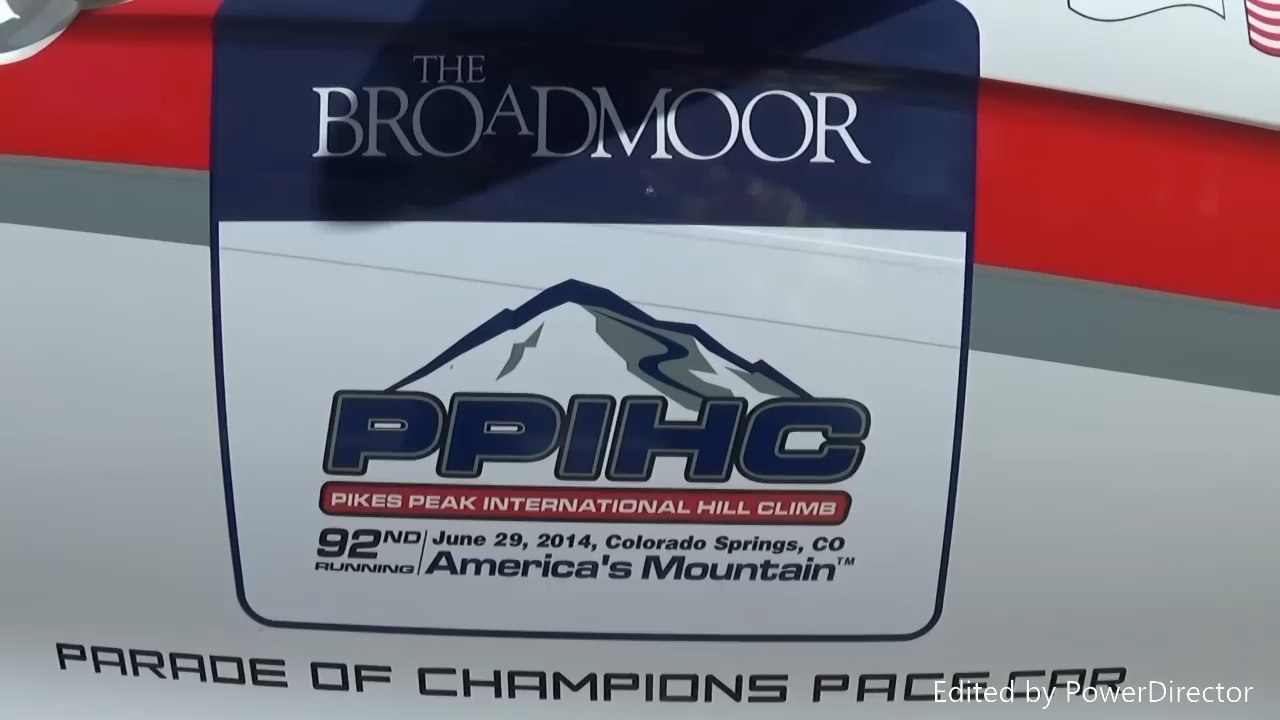 THE
BROADMOOR
PPIHC
PIKES PEAK INTERNATIONAL HILL CLIMB
92ND RUNNING
June 29, 2014, Colorado Springs, CO
America's Mountain™
PARADE OF CHAMPIONS PACE CAR
Edited by PowerDirector